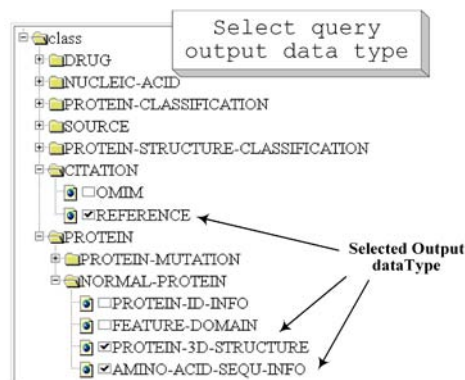 Select query
output data type
class
DRUG
NUCLEIC-ACID
PROTEIN-CLASSIFICATION
SOURCE
PROTEIN-STRUCTURE-CLASSIFICATION
CITATION
OMIM
REFERENCE
PROTEIN
PROTEIN-MUTATION
NORMAL-PROTEIN
PROTEIN-ID-INFO
FEATURE-DOMAIN
PROTEIN-3D-STRUCTURE
AMINO-ACID-SEQU-INFO
Selected Output
dataType